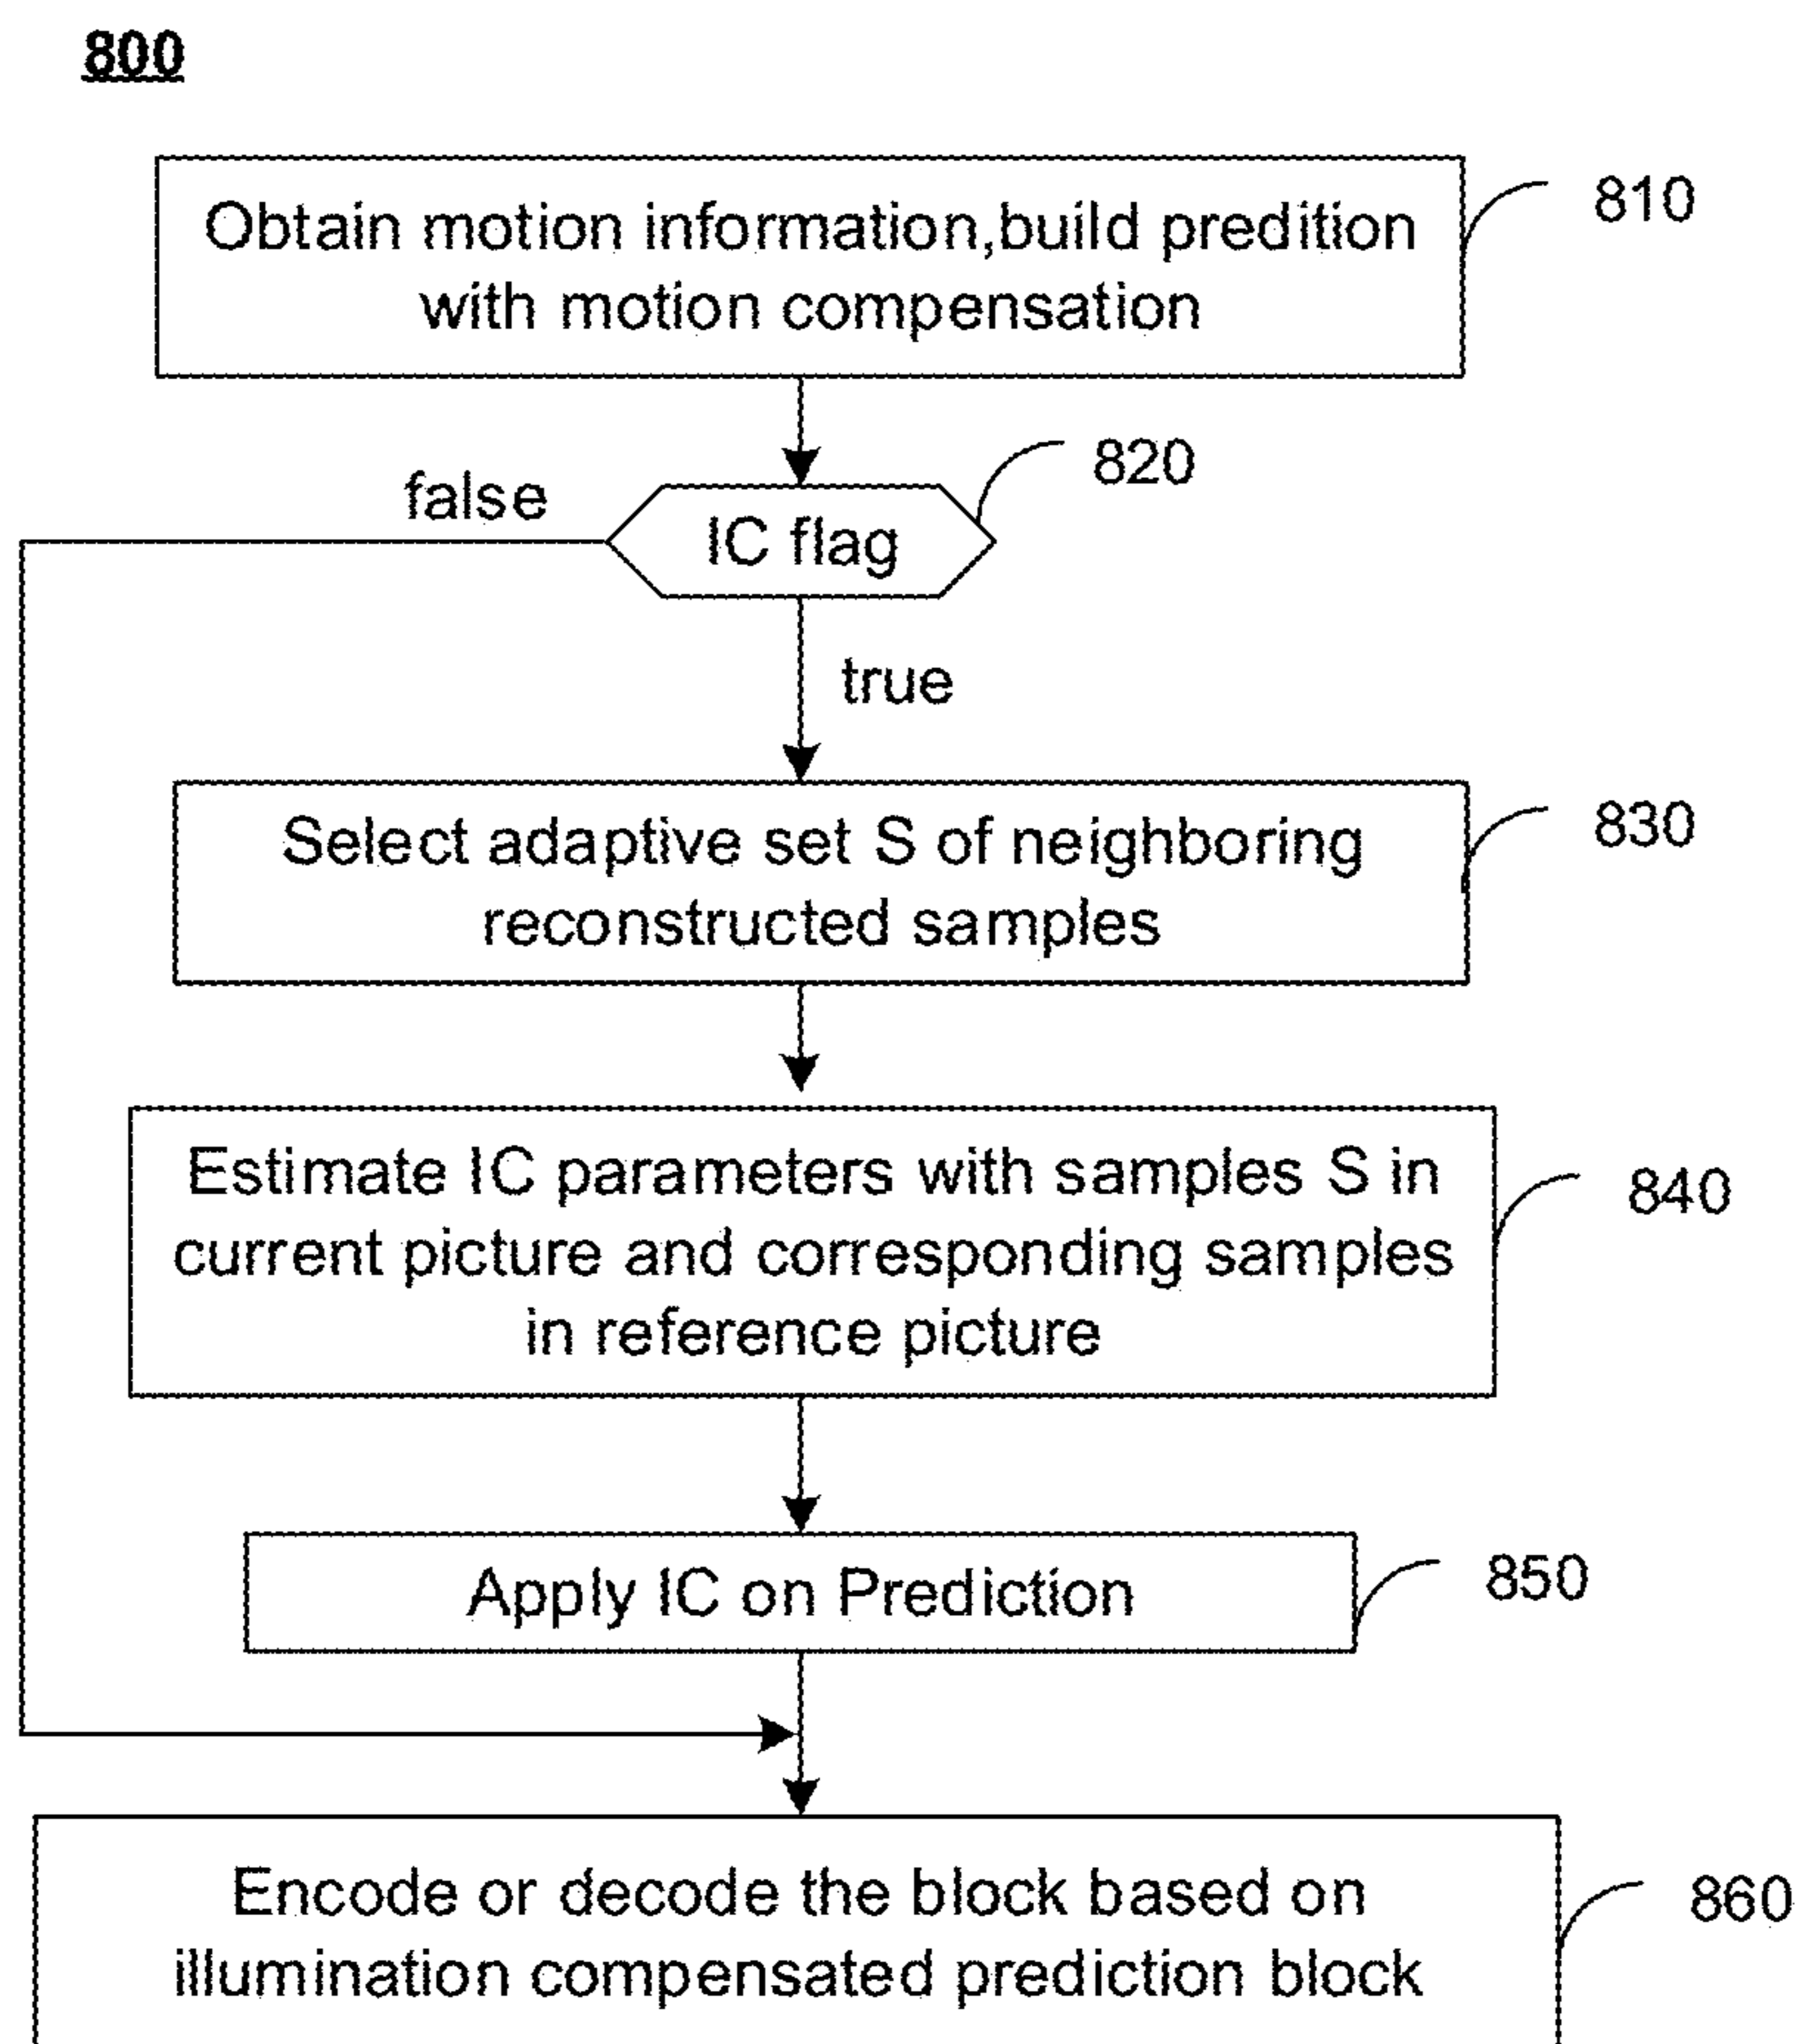 800
Obtain motion information,build predition
with motion compensation
810
820
false
IC flag
true
Select adaptive set S of neighboring
reconstructed samples
830
Estimate IC parameters with samples S in
current picture and corresponding samples
in reference picture
840
Apply IC on Prediction
850
Encode or decode the block based on
illumination compensated prediction block
860